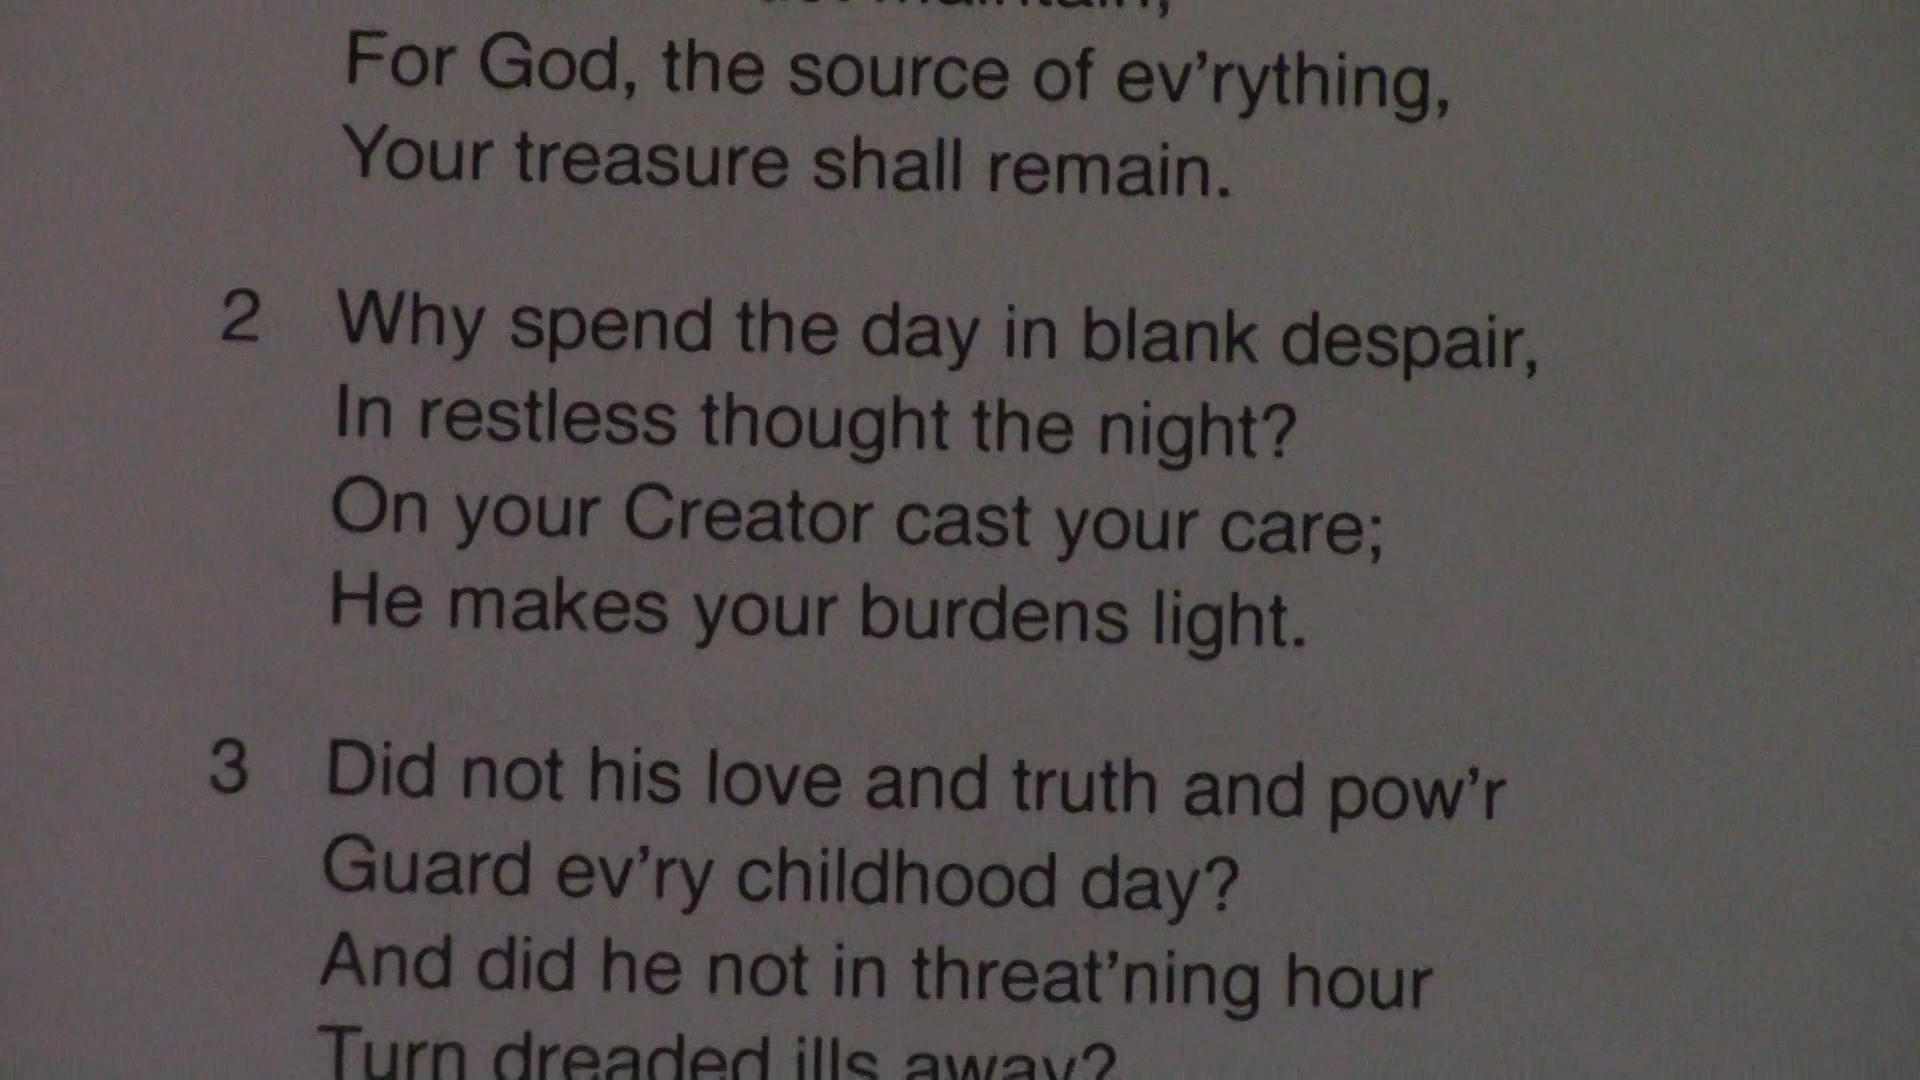 maintain,
For God, the source of ev'rything,
Your treasure shall remain.
2 Why spend the day in blank despair,
In restless thought the night?
On your Creator cast your care;
He makes your burdens light.
3 Did not his love and truth and pow'r
Guard ev'ry childhood day?
And did he not in threat'ning hour
Turn dreaded ills away?